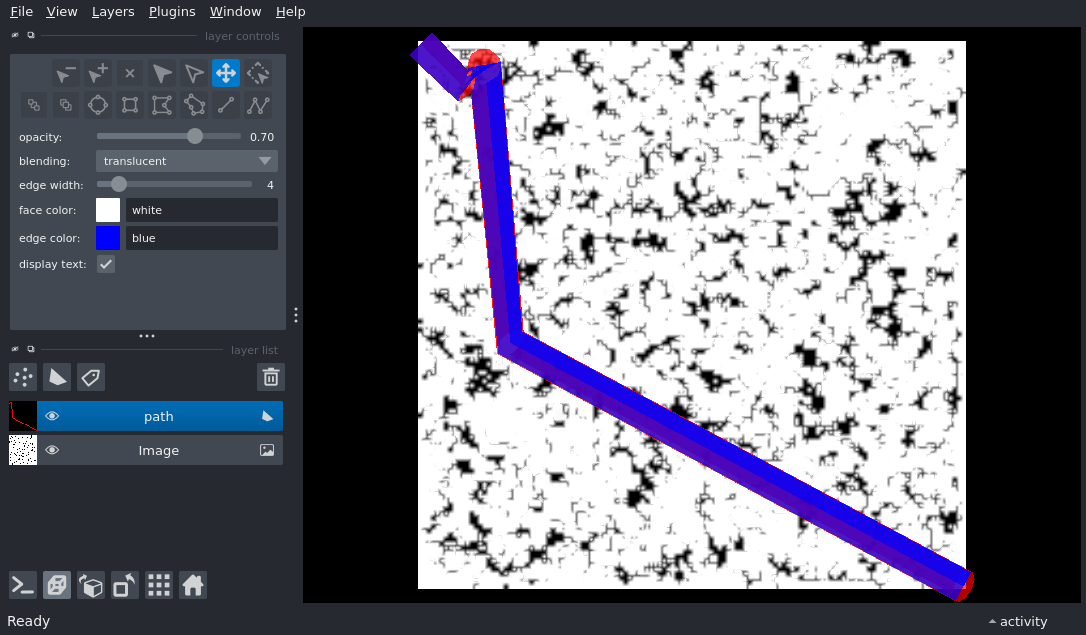 File View Layers Plugins Window Help
layer controls
opacity: 0.70
blending: translucent
edge width: 4
face color: white
edge color: blue
display text:
layer list
path
Image
Ready
activity